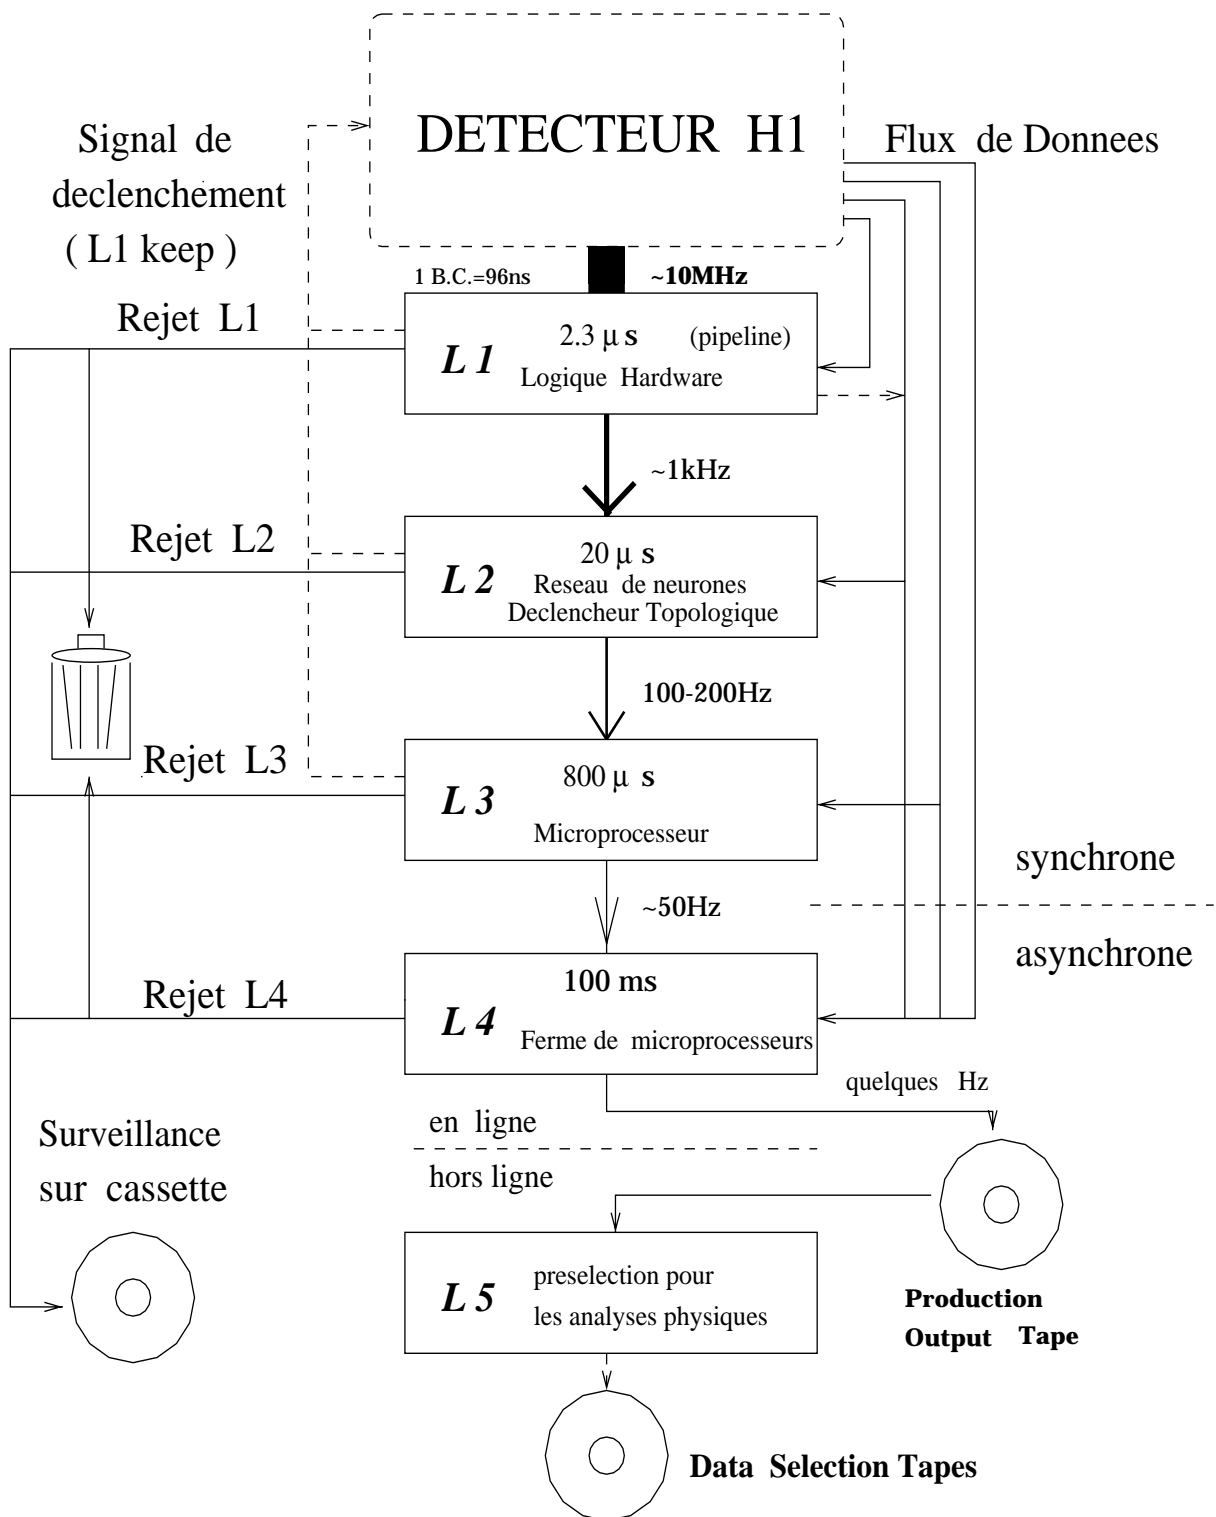 DETECTEUR H1
Signal de
declenchement
( L1 keep )
Flux de Donnees
1 B.C.=96ns
~10MHz
Rejet L1
L 1
2.3 μ s (pipeline)
Logique Hardware
~1kHz
Rejet L2
L 2
20 μ s
Reseau de neurones
Declencheur Topologique
100-200Hz
Rejet L3
L 3
800 μ s
Microprocesseur
synchrone
~50Hz
asynchrone
Rejet L4
L 4
100 ms
Ferme de microprocesseurs
quelques Hz
en ligne
hors ligne
Surveillance
sur cassette
L 5
preselection pour
les analyses physiques
Production
Output Tape
Data Selection Tapes